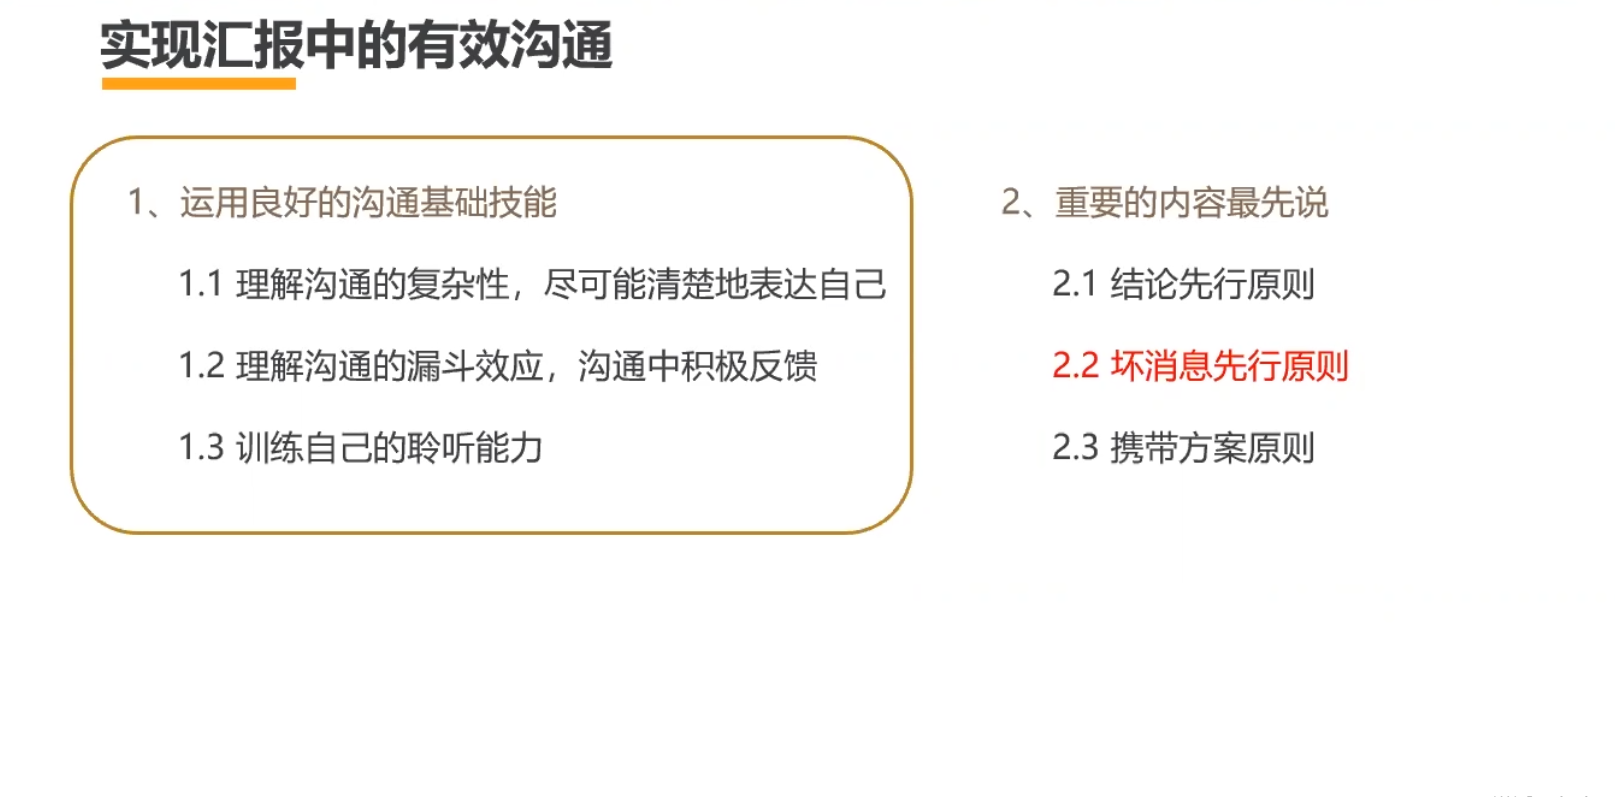 实现汇报中的有效沟通
1、运用良好的沟通基础技能
1.1 理解沟通的复杂性，尽可能清楚地表达自己
1.2 理解沟通的漏斗效应，沟通中积极反馈
1.3 训练自己的聆听能力
2、重要的内容最先说
2.1 结论先行原则
2.2 坏消息先行原则
2.3 携带方案原则